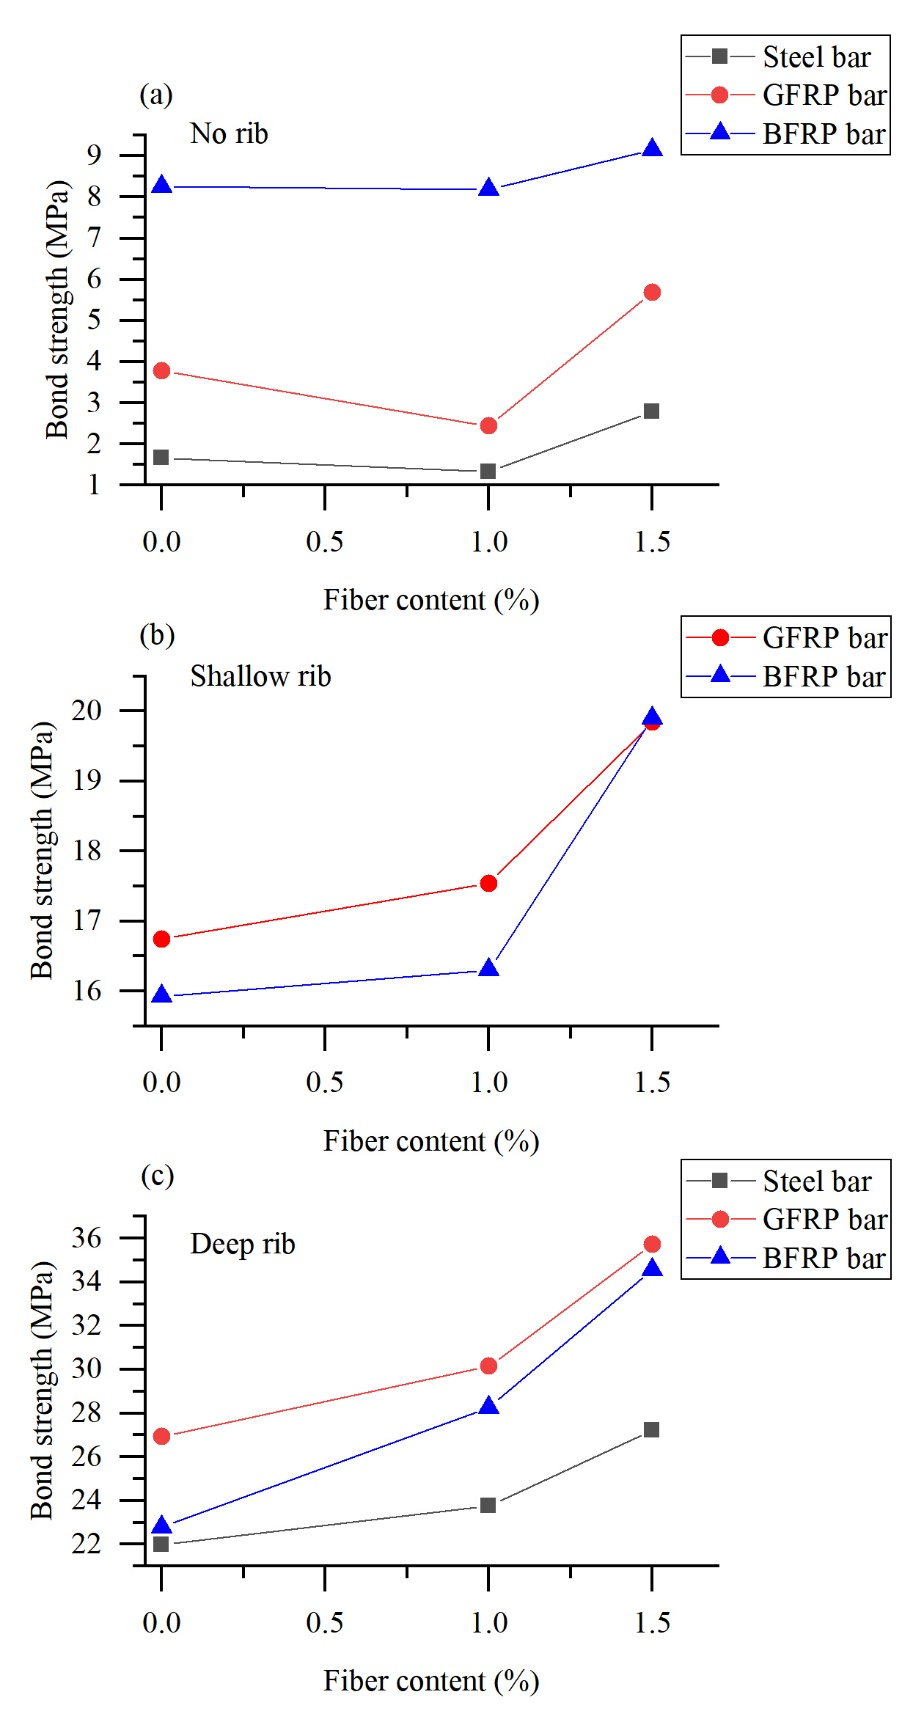 Steel bar
GFRP bar
BFRP bar
(a)
No rib
9
8
7
6
5
4
3
2
1
Bond strength (MPa)
0.0 0.5 1.0 1.5
Fiber content (%)
GFRP bar
BFRP bar
(b)
Shallow rib
20
19
18
17
16
Bond strength (MPa)
0.0 0.5 1.0 1.5
Fiber content (%)
Steel bar
GFRP bar
BFRP bar
(c)
Deep rib
36
34
32
30
28
26
24
22
Bond strength (MPa)
0.0 0.5 1.0 1.5
Fiber content (%)